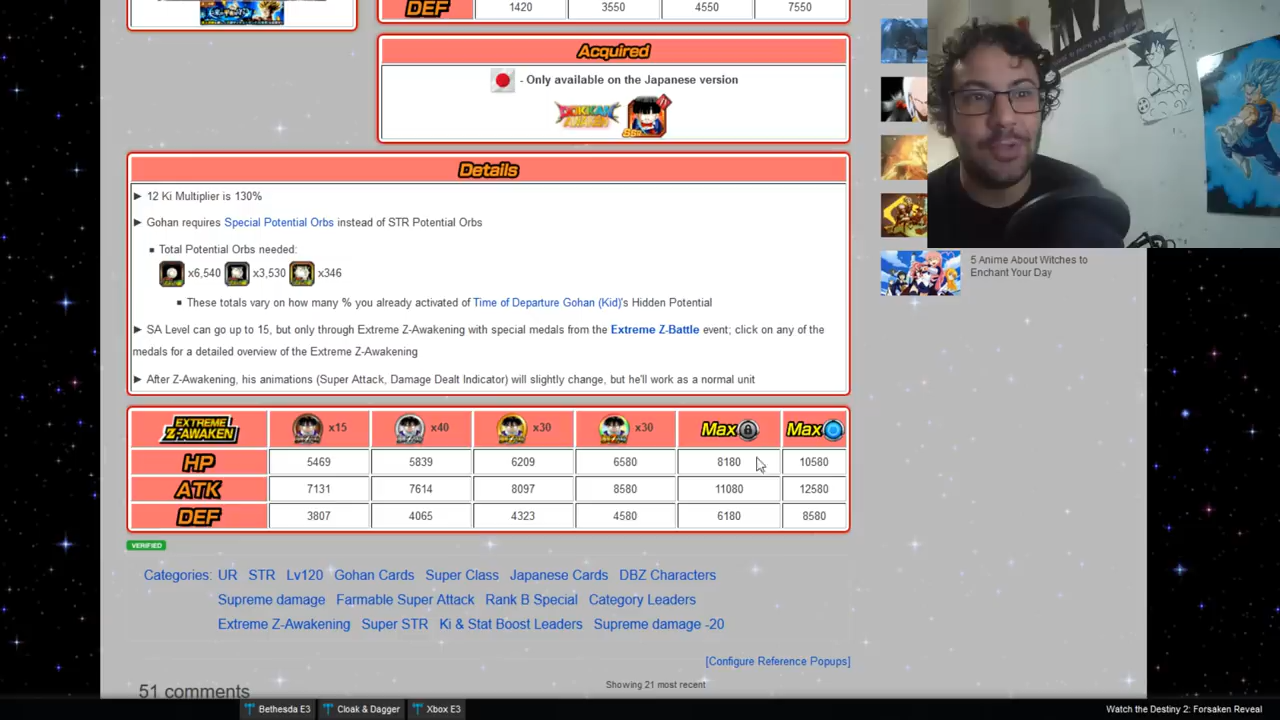 DEF 1420 3550 4550 7550
Acquired
- Only available on the Japanese version
Details
► 12 Ki Multiplier is 130%
► Gohan requires Special Potential Orbs instead of STR Potential Orbs
■ Total Potential Orbs needed:
x6,540 x3,530 x346
■ These totals vary on how many % you already activated of Time of Departure Gohan (Kid)'s Hidden Potential
► SA Level can go up to 15, but only through Extreme Z-Awakening with special medals from the Extreme Z-Battle event; click on any of the
medals for a detailed overview of the Extreme Z-Awakening
► After Z-Awakening, his animations (Super Attack, Damage Dealt Indicator) will slightly change, but he'll work as a normal unit
EXTREME Z-AWAKEN x15 x40 x30 x30 Max Max
HP 5469 5839 6209 6580 8180 10580
ATK 7131 7614 8097 8580 11080 12580
DEF 3807 4065 4323 4580 6180 8580
VERIFIED
Categories: UR STR Lv120 Gohan Cards Super Class Japanese Cards DBZ Characters
Supreme damage Farmable Super Attack Rank B Special Category Leaders
Extreme Z-Awakening Super STR Ki & Stat Boost Leaders Supreme damage -20
[Configure Reference Popups]
51 comments
Showing 21 most recent
5 Anime About Witches to
Enchant Your Day
Bethesda E3 Cloak & Dagger Xbox E3
Watch the Destiny 2: Forsaken Reveal